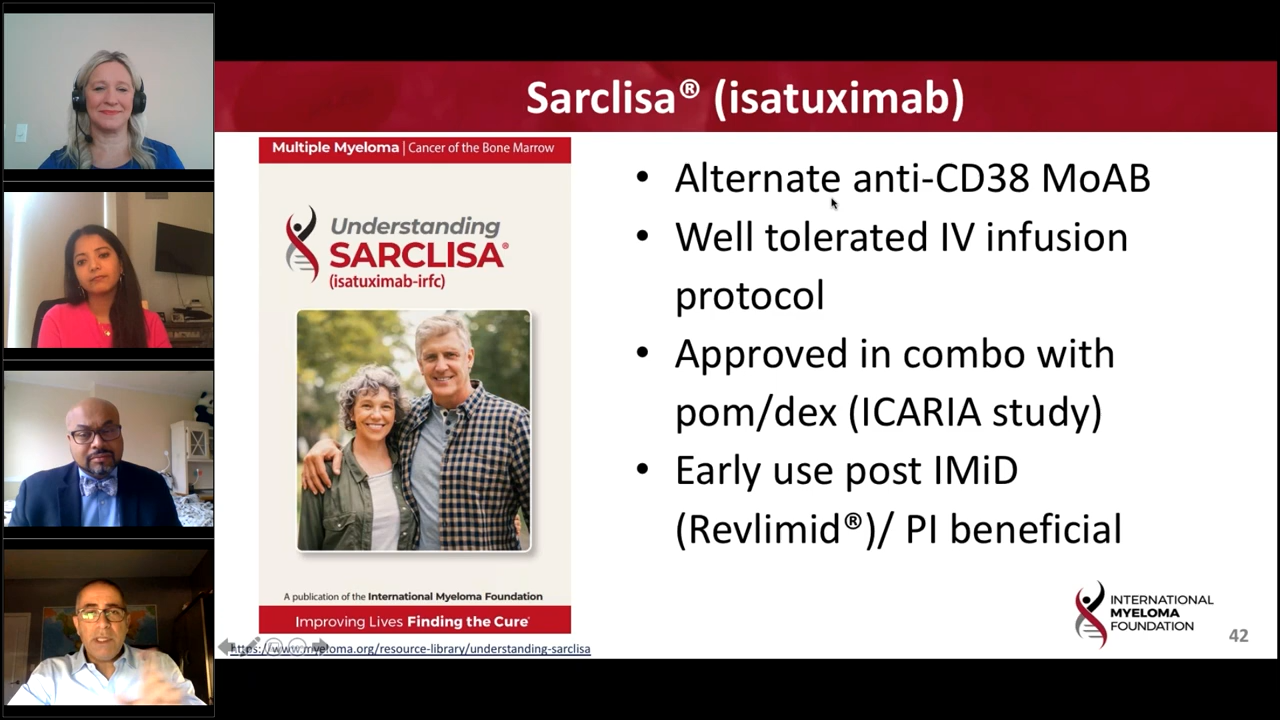 Sarclisa® (isatuximab)
Multiple Myeloma | Cancer of the Bone Marrow
Understanding
SARCLISA®
(isatuximab-irfc)
A publication of the International Myeloma Foundation
Improving Lives Finding the Cure®
https://www.myeloma.org/resource-library/understanding-sarclisa
• Alternate anti-CD38 MoAB
• Well tolerated IV infusion
protocol
• Approved in combo with
pom/dex (ICARIA study)
• Early use post IMiD
(Revlimid®)/ PI beneficial
INTERNATIONAL
MYELOMA
FOUNDATION
42